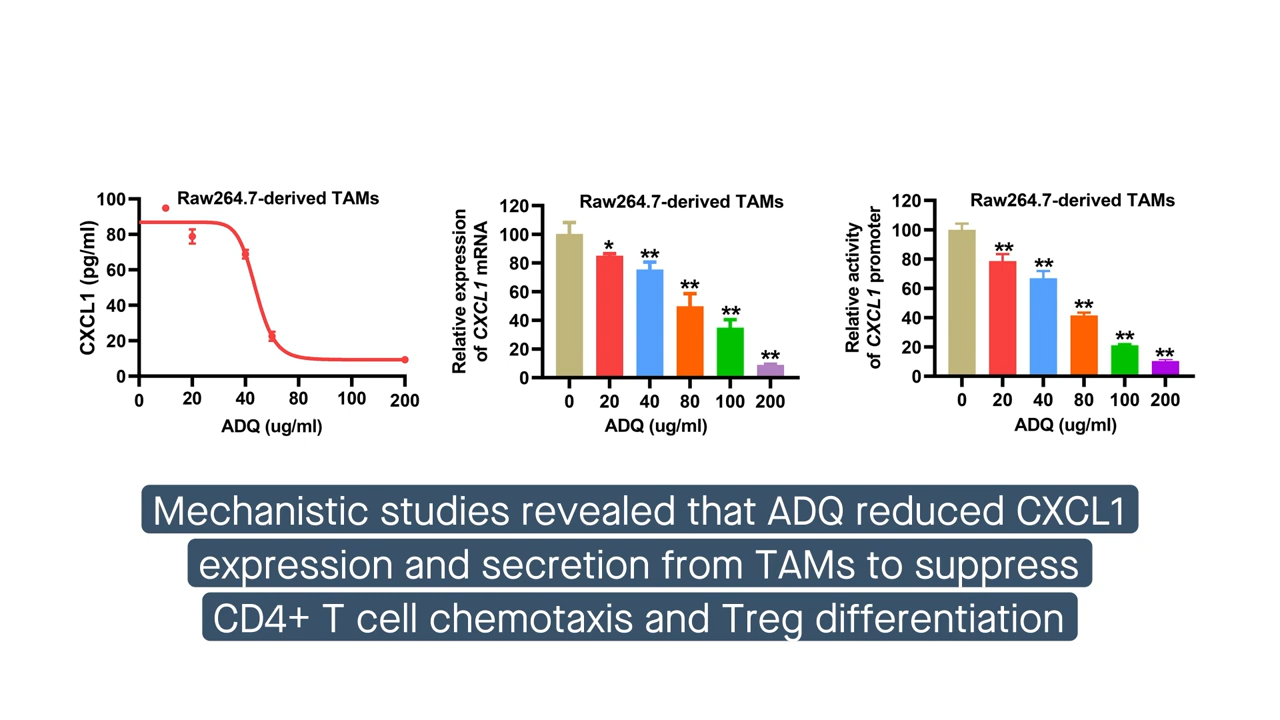 Raw264.7-derived TAMs
CXCL1 (pg/ml)
100
80
60
40
20
0
0 20 40 80 100 200
ADQ (ug/ml)
Raw264.7-derived TAMs
Relative expression
of CXCL1 mRNA
120
100
80
60
40
20
0
* ** ** ** **
0 20 40 80 100 200
ADQ (ug/ml)
Raw264.7-derived TAMs
Relative activity
of CXCL1 promoter
120
100
80
60
40
20
0
** ** ** ** **
0 20 40 80 100 200
ADQ (ug/ml)
Mechanistic studies revealed that ADQ reduced CXCL1
expression and secretion from TAMs to suppress
CD4+ T cell chemotaxis and Treg differentiation